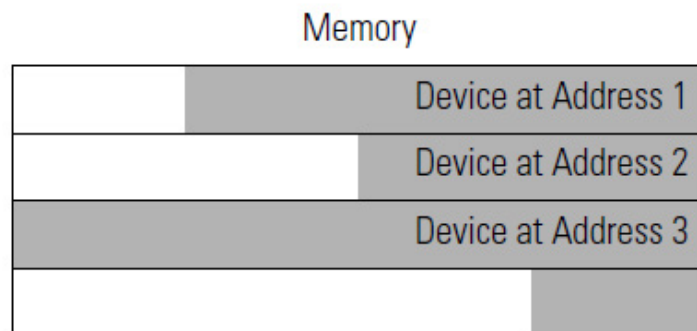 Memory
Device at Address 1
Device at Address 2
Device at Address 3